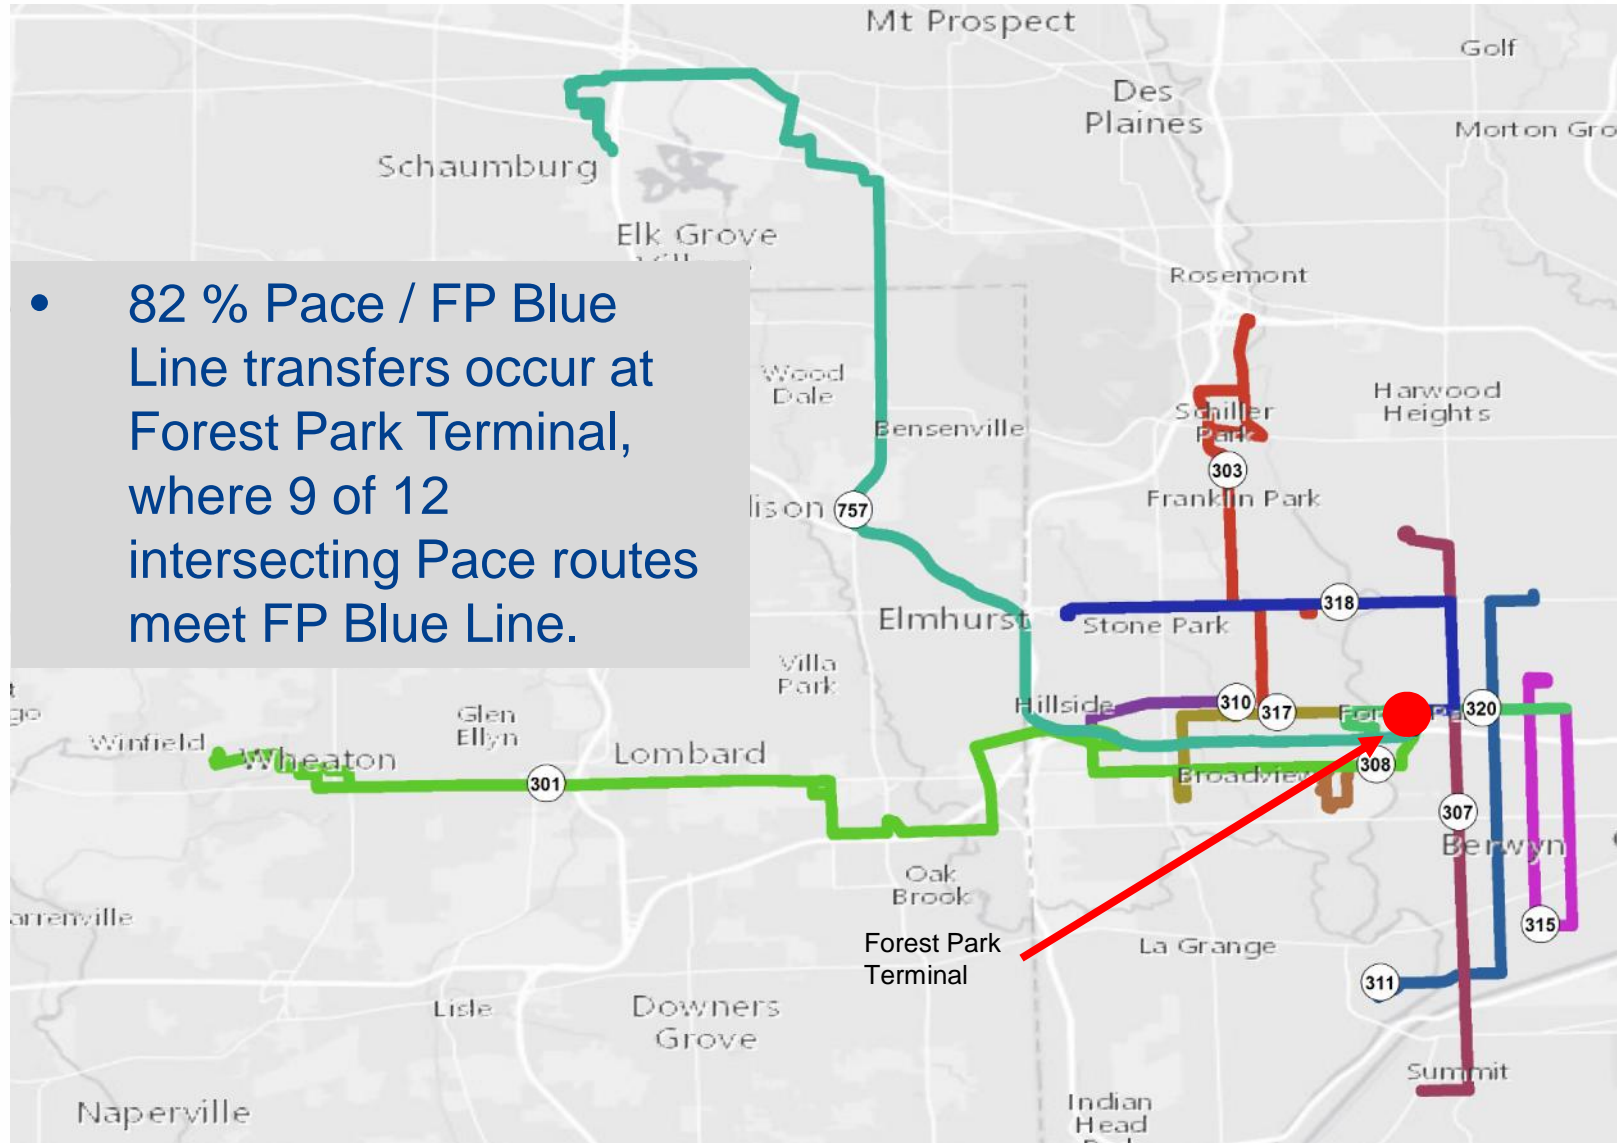 Mt Prospect
Golf
Des
Plaines
Morton Gro
Schaumburg
Elk Grove
Rosemont
• 82 % Pace / FP Blue
Line transfers occur at
Forest Park Terminal,
where 9 of 12
intersecting Pace routes
meet FP Blue Line.
Wood
Dale
Harwood
Heights
Schiller
Park
Bensenville
303
Franklin Park
lison
757
318
Elmhurst
Stone Park
Villa
Park
Hillside
310
317
320
go
Glen
Ellyn
Winfield
Wheaton
Lombard
Broadview
308
301
307
Berwyn
Oak
Brook
arrenville
315
Forest Park
Terminal
La Grange
311
Lisle
Downers
Grove
Summit
Naperville
Indian
Head